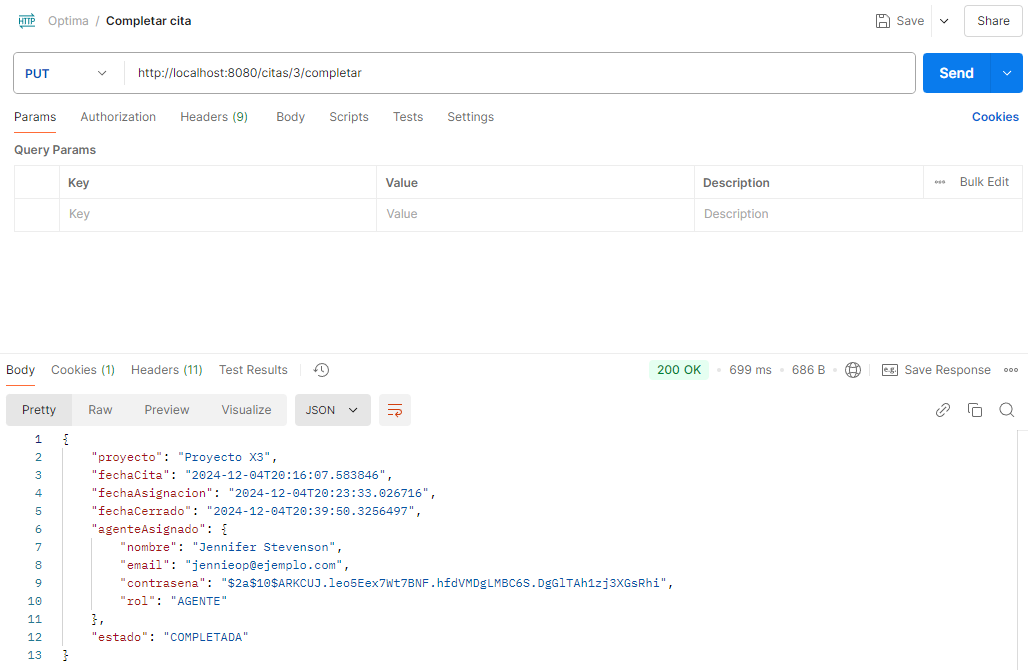 HTTP Optima / Completar cita Save Share
PUT http://localhost:8080/citas/3/completar Send
Params Authorization Headers (9) Body Scripts Tests Settings Cookies
Query Params
Key Value Description Bulk Edit
Key Value Description
Body Cookies (1) Headers (11) Test Results 200 OK 699 ms 686 B e.g. Save Response
Pretty Raw Preview Visualize JSON
1 {
2 "proyecto": "Proyecto X3",
3 "fechaCita": "2024-12-04T20:16:07.583846",
4 "fechaAsignacion": "2024-12-04T20:23:33.026716",
5 "fechaCerrado": "2024-12-04T20:39:50.3256497",
6 "agenteAsignado": {
7 "nombre": "Jennifer Stevenson",
8 "email": "jennieop@ejemplo.com",
9 "contrasena": "$2a$10$ARKCUJ.leo5Eex7Wt7BNF.hfdVMDgLMBC6S.DgGlTAh1zj3XGsRhi",
10 "rol": "AGENTE"
11 },
12 "estado": "COMPLETADA"
13 }